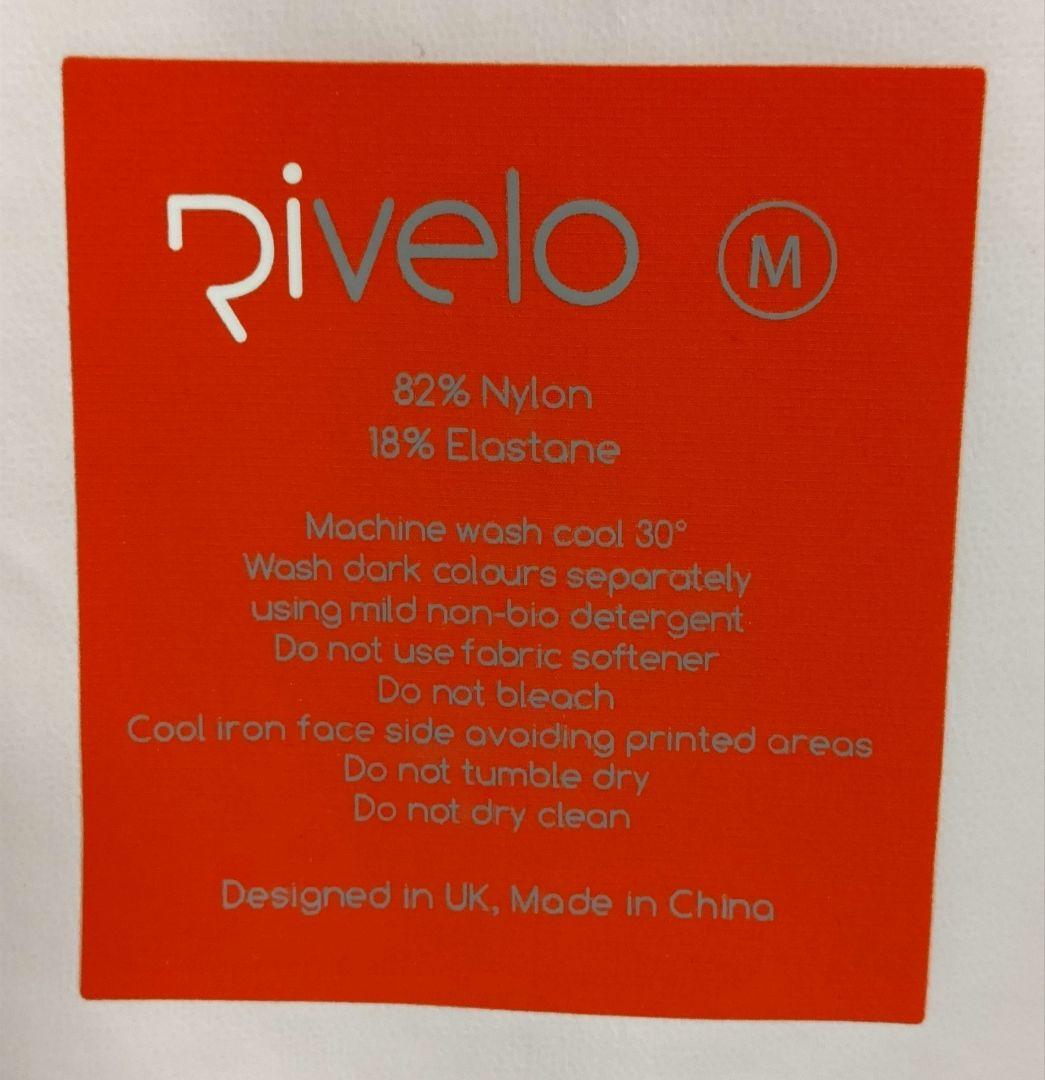 Rivelo M
82% Nylon
18% Elastane
Machine wash cool 30°
Wash dark colours separately
using mild non-bio detergent
Do not use fabric softener
Do not bleach
Cool iron face side avoiding printed areas
Do not tumble dry
Do not dry clean
Designed in UK, Made in China